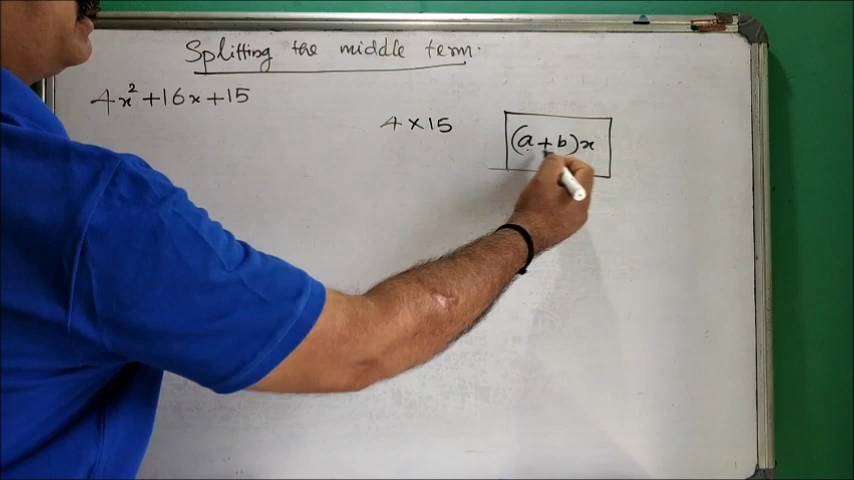 Splitting the middle term.
4x²+16x+15
4×15
(a+b)x